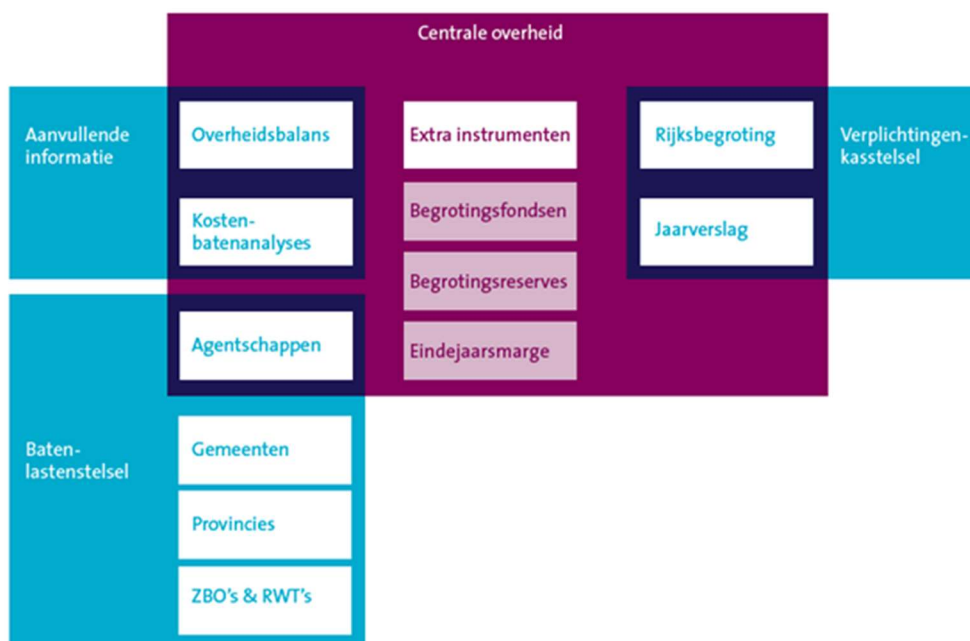 Centrale overheid
Aanvullende
informatie
Overheidsbalans
Kosten-
batenanalyses
Extra instrumenten
Begrotingsfondsen
Begrotingsreserves
Eindejaarsmarge
Rijksbegroting
Jaarverslag
Verplichtingen-
kasstelsel
Baten-
lastenstelsel
Agentschappen
Gemeenten
Provincies
ZBO's & RWT's